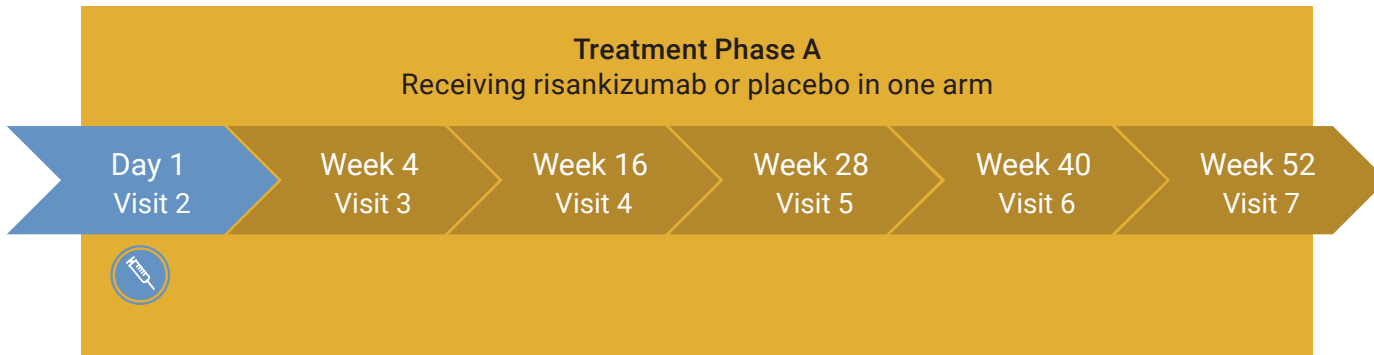 Treatment Phase A
Receiving risankizumab or placebo in one arm
Day 1
Visit 2
Week 4
Visit 3
Week 16
Visit 4
Week 28
Visit 5
Week 40
Visit 6
Week 52
Visit 7